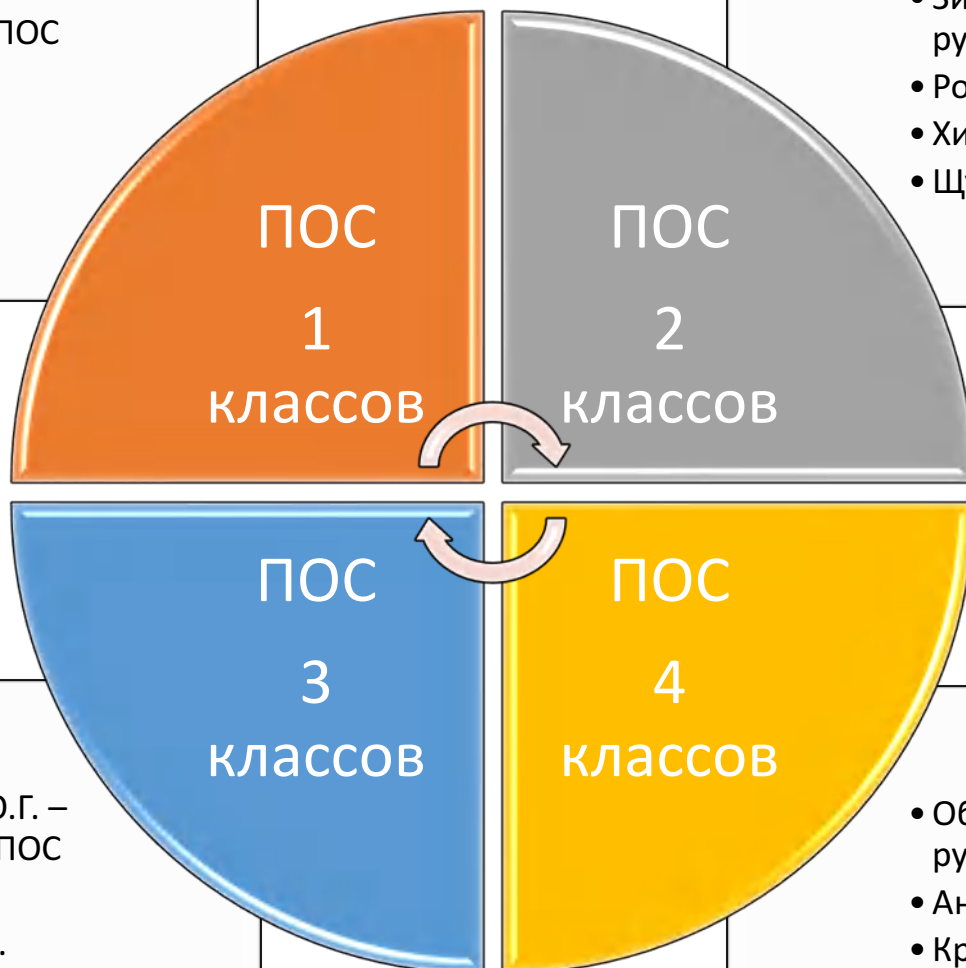 ПОС
• Ро
• Хи
• Щ
ру
ПОС
1
классов
ПОС
2
классов
ПОС
3
классов
ПОС
4
классов
.Г. –
ПОС
.
• Об
ру
• Ан
• Кр